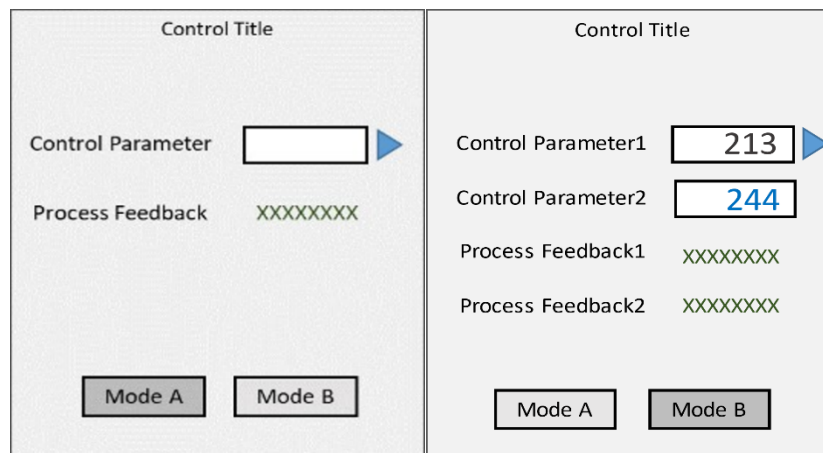 Control Title
Control Parameter
Process Feedback XXXXXXXX
Mode A Mode B
Control Title
Control Parameter1 213
Control Parameter2 244
Process Feedback1 XXXXXXXX
Process Feedback2 XXXXXXXX
Mode A Mode B